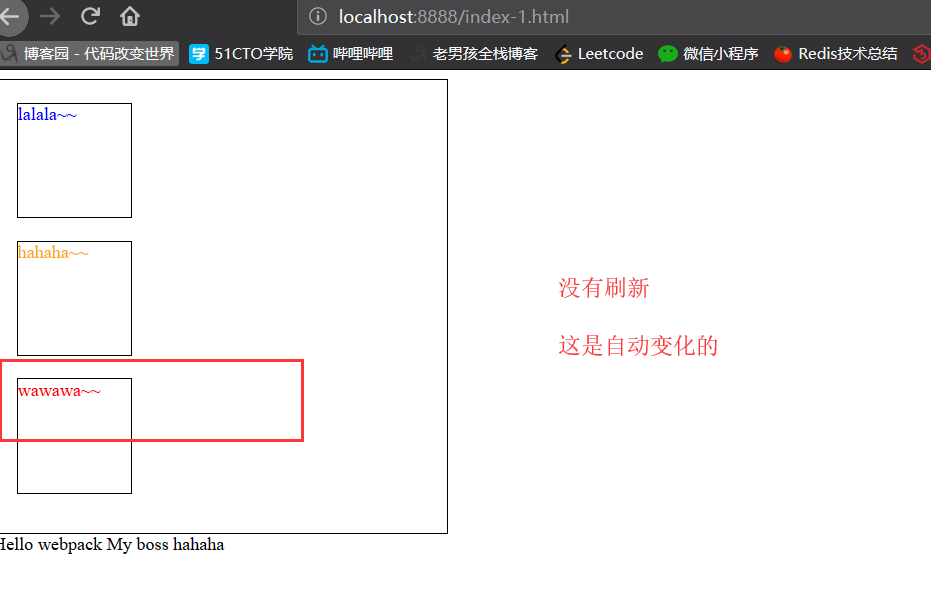 localhost:8888/index-1.html
博客园 - 代码改变世界 学 51CTO学院 哔哩哔哩 老男孩全栈博客 Leetcode 微信小程序 Redis技术总结
lalala~~
hahaha~~
没有刷新
这是自动变化的
wawawa~~
Hello webpack My boss hahaha